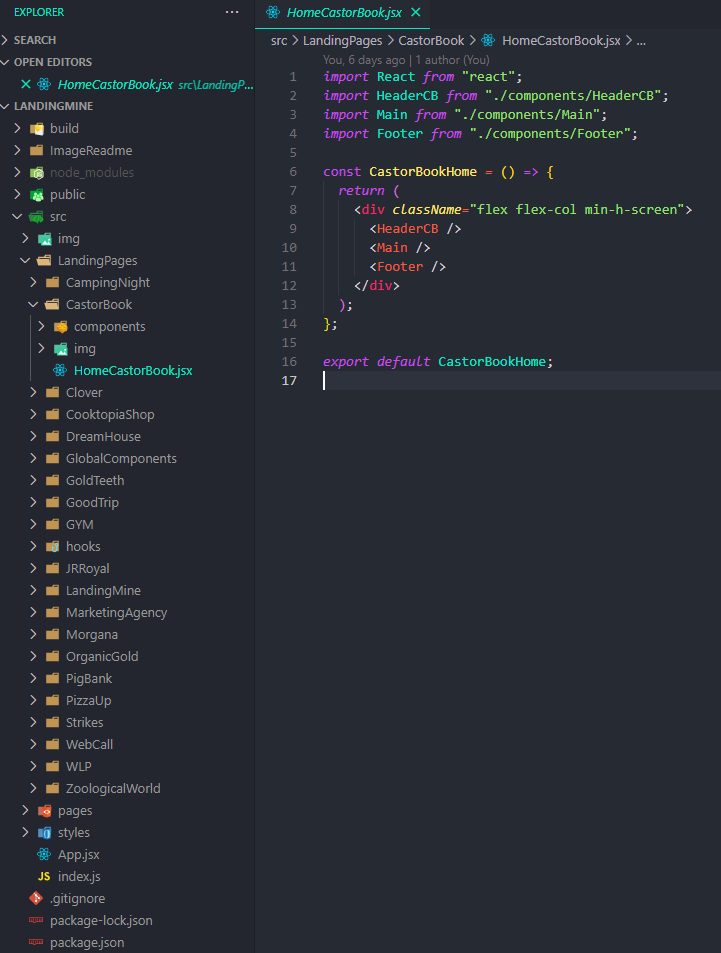 EXPLORER
SEARCH
OPEN EDITORS
HomeCastorBook.jsx src\LandingP...
LANDINGMINE
build
ImageReadme
node_modules
public
src
img
LandingPages
CampingNight
CastorBook
components
img
HomeCastorBook.jsx
Clover
CooktopiaShop
DreamHouse
GlobalComponents
GoldTeeth
GoodTrip
GYM
hooks
JRRoyal
LandingMine
MarketingAgency
Morgana
OrganicGold
PigBank
PizzaUp
Strikes
WebCall
WLP
ZoologicalWorld
pages
styles
App.jsx
JS index.js
.gitignore
package-lock.json
package.json
HomeCastorBook.jsx
src > LandingPages > CastorBook > HomeCastorBook.jsx > ...
You, 6 days ago | 1 author (You)
1 import React from "react";
2 import HeaderCB from "./components/HeaderCB";
3 import Main from "./components/Main";
4 import Footer from "./components/Footer";
5
6 const CastorBookHome = () => {
7 return (
8 <div className="flex flex-col min-h-screen">
9 <HeaderCB />
10 <Main />
11 <Footer />
12 </div>
13 );
14 };
15
16 export default CastorBookHome;
17